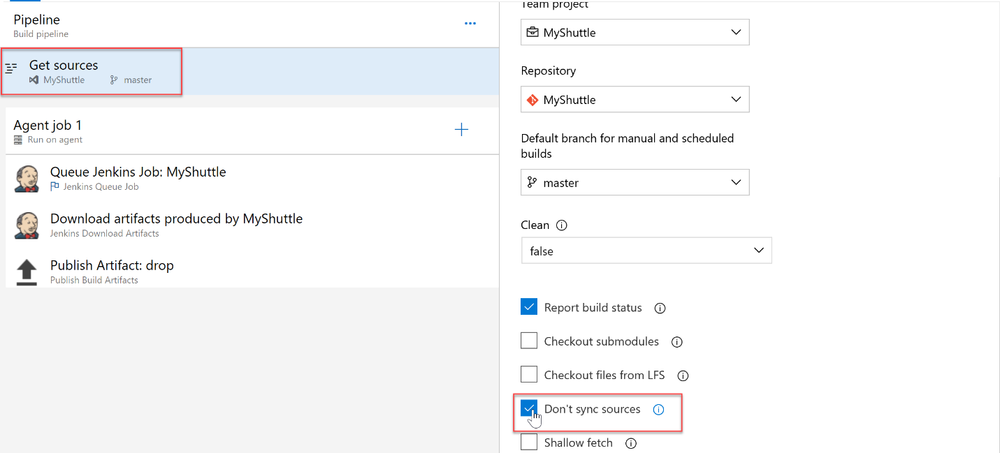 Pipeline
Build pipeline
Get sources
MyShuttle master
Agent job 1
Run on agent
Queue Jenkins Job: MyShuttle
Jenkins Queue Job
Download artifacts produced by MyShuttle
Jenkins Download Artifacts
Publish Artifact: drop
Publish Build Artifacts
Team project
MyShuttle
Repository
MyShuttle
Default branch for manual and scheduled
builds
master
Clean
false
Report build status
Checkout submodules
Checkout files from LFS
Don't sync sources
Shallow fetch